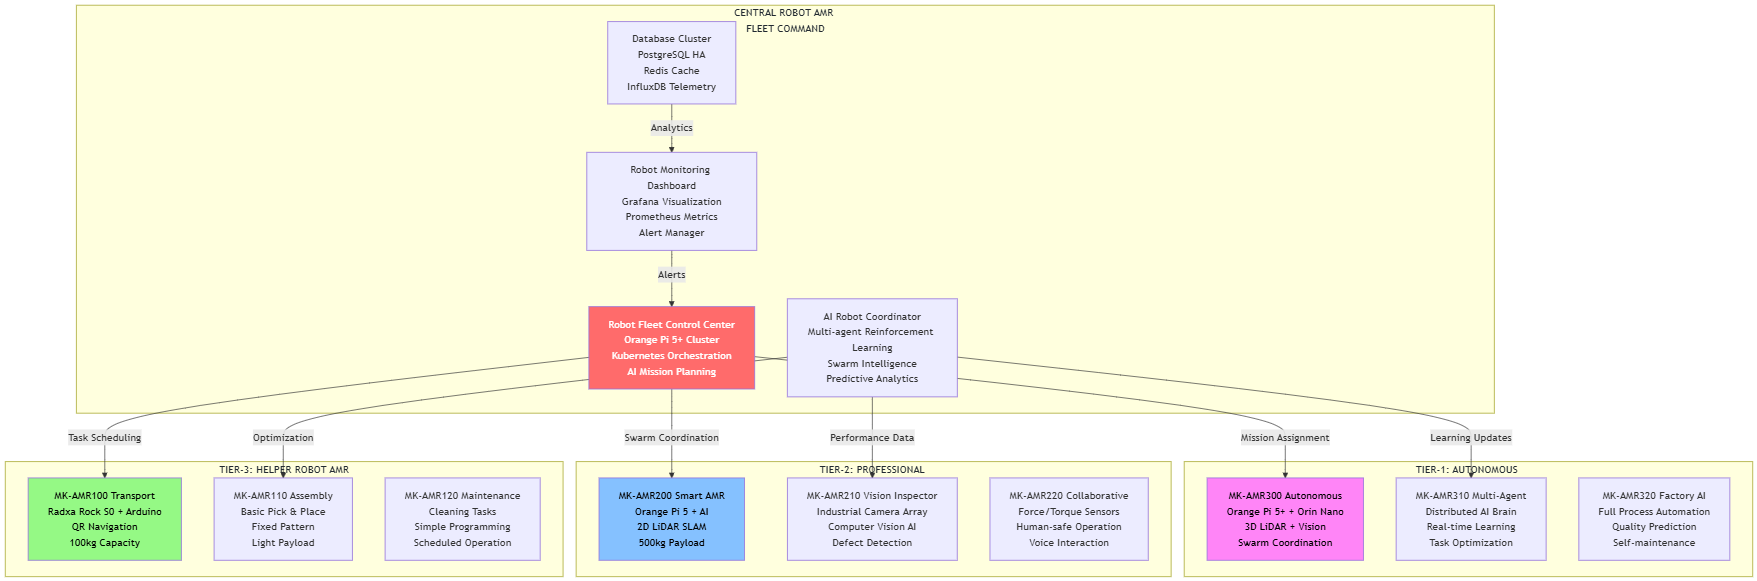 CENTRAL ROBOT AMR
FLEET COMMAND
Database Cluster
PostgreSQL HA
Redis Cache
InfluxDB Telemetry
Analytics
Robot Monitoring
Dashboard
Grafana Visualization
Prometheus Metrics
Alert Manager
Alerts
Robot Fleet Control Center
Orange Pi 5+ Cluster
Kubernetes Orchestration
AI Mission Planning
AI Robot Coordinator
Multi-agent Reinforcement
Learning
Swarm Intelligence
Predictive Analytics
Task Scheduling
Optimization
Swarm Coordination
Performance Data
Mission Assignment
Learning Updates
TIER-3: HELPER ROBOT AMR
MK-AMR100 Transport
Radxa Rock S0 + Arduino
QR Navigation
100kg Capacity
MK-AMR110 Assembly
Basic Pick & Place
Fixed Pattern
Light Payload
MK-AMR120 Maintenance
Cleaning Tasks
Simple Programming
Scheduled Operation
TIER-2: PROFESSIONAL
MK-AMR200 Smart AMR
Orange Pi 5 + AI
2D LiDAR SLAM
500kg Payload
MK-AMR210 Vision Inspector
Industrial Camera Array
Computer Vision AI
Defect Detection
MK-AMR220 Collaborative
Force/Torque Sensors
Human-safe Operation
Voice Interaction
TIER-1: AUTONOMOUS
MK-AMR300 Autonomous
Orange Pi 5+ + Orin Nano
3D LiDAR + Vision
Swarm Coordination
MK-AMR310 Multi-Agent
Distributed AI Brain
Real-time Learning
Task Optimization
MK-AMR320 Factory AI
Full Process Automation
Quality Prediction
Self-maintenance